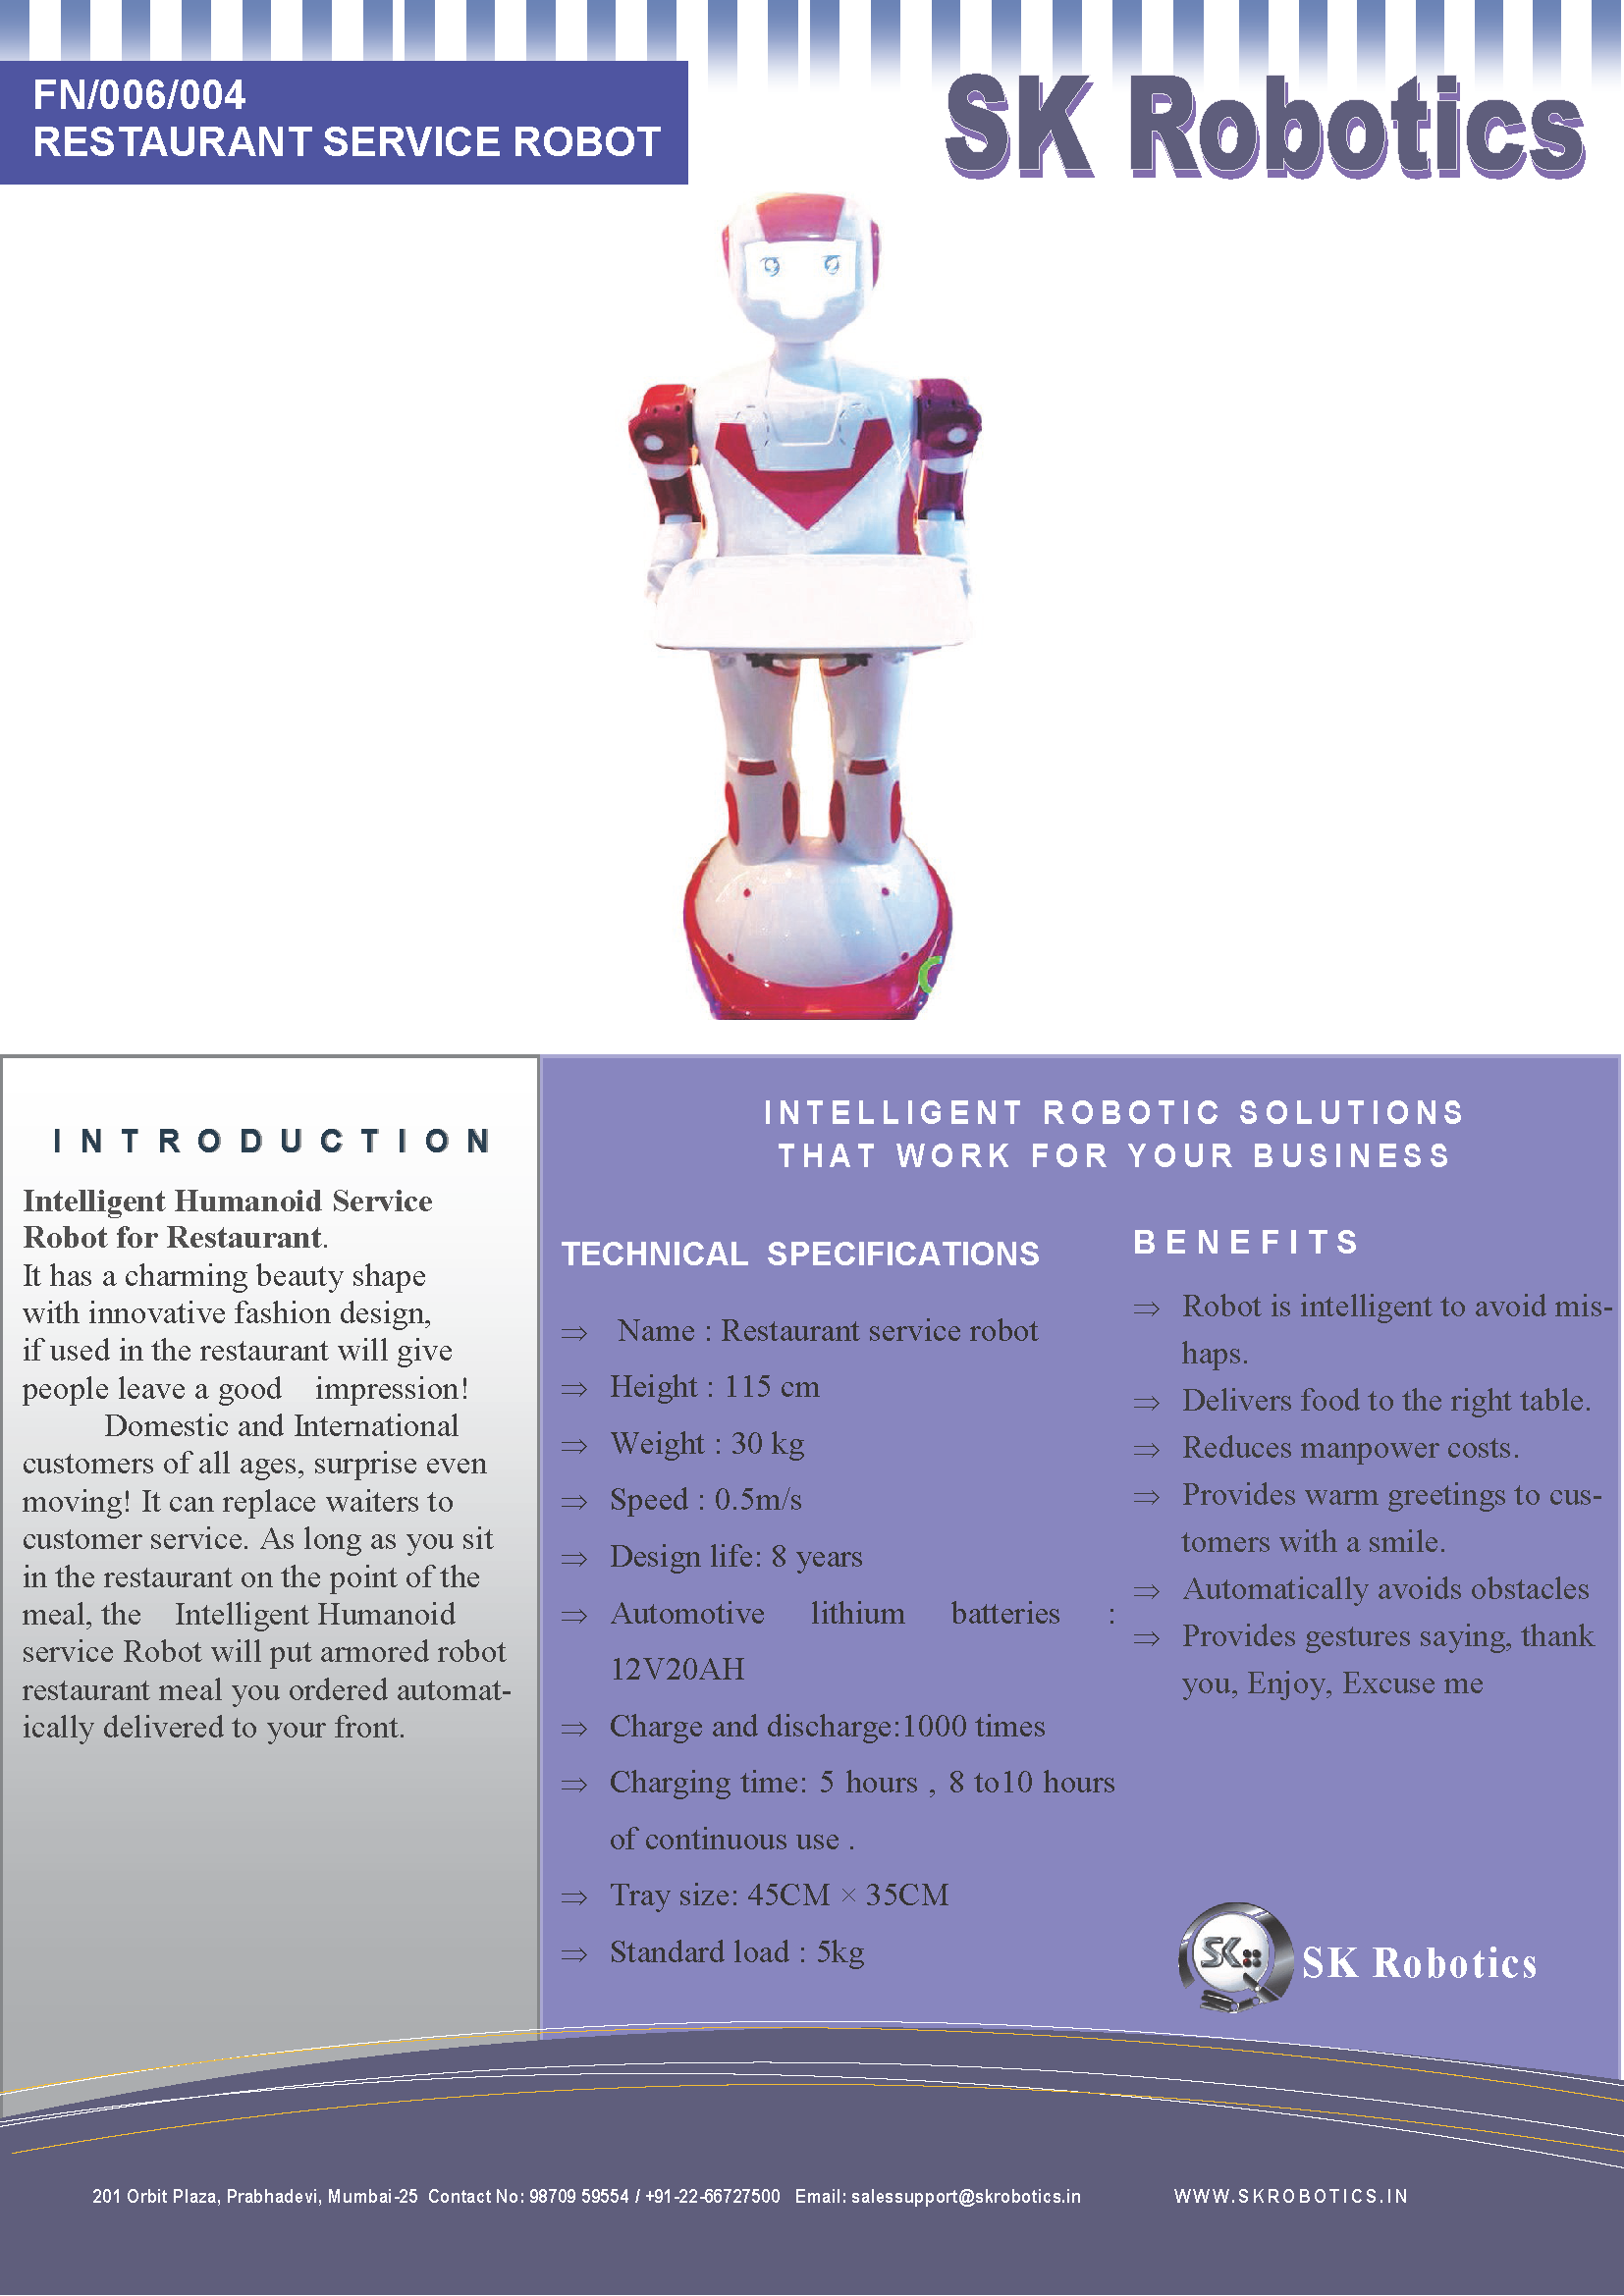 FN/006/004
RESTAURANT SERVICE ROBOT
SK Robotics
INTRODUCTION
Intelligent Humanoid Service
Robot for Restaurant.
It has a charming beauty shape
with innovative fashion design,
if used in the restaurant will give
people leave a good impression!
Domestic and International
customers of all ages, surprise even
moving! It can replace waiters to
customer service. As long as you sit
in the restaurant on the point of the
meal, the Intelligent Humanoid
service Robot will put armored robot
restaurant meal you ordered automat-
ically delivered to your front.
INTELLIGENT ROBOTIC SOLUTIONS
THAT WORK FOR YOUR BUSINESS
TECHNICAL SPECIFICATIONS
⇒ Name : Restaurant service robot
⇒ Height : 115 cm
⇒ Weight : 30 kg
⇒ Speed : 0.5m/s
⇒ Design life: 8 years
⇒ Automotive lithium batteries :
12V20AH
⇒ Charge and discharge:1000 times
⇒ Charging time: 5 hours , 8 to10 hours
of continuous use .
⇒ Tray size: 45CM × 35CM
⇒ Standard load : 5kg
BENEFITS
⇒ Robot is intelligent to avoid mis-
haps.
⇒ Delivers food to the right table.
⇒ Reduces manpower costs.
⇒ Provides warm greetings to cus-
tomers with a smile.
⇒ Automatically avoids obstacles
⇒ Provides gestures saying, thank
you, Enjoy, Excuse me
SK
SK Robotics
201 Orbit Plaza, Prabhadevi, Mumbai-25 Contact No: 98709 59554 / +91-22-66727500 Email: salessupport@skrobotics.in WWW.SKROBOTICS.IN